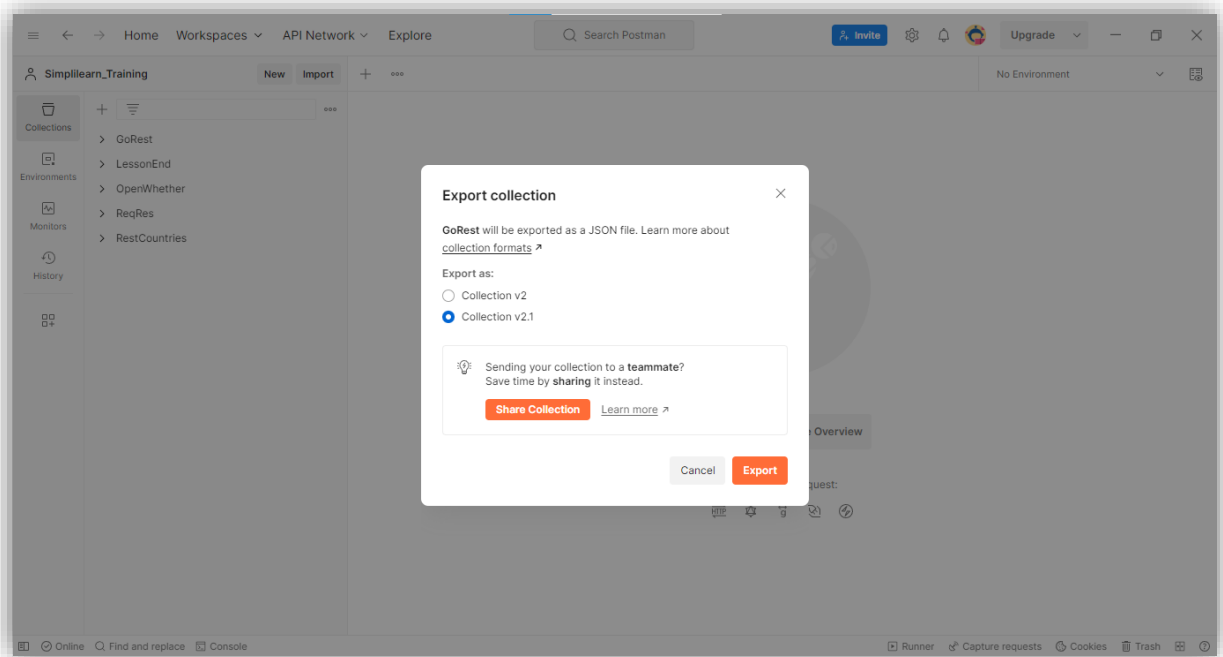 Home Workspaces API Network Explore Search Postman Invite Upgrade
Simplilearn_Training New Import No Environment
Collections
Environments
Monitors
History
GoRest
LessonEnd
OpenWhether
ReqRes
RestCountries
Export collection
GoRest will be exported as a JSON file. Learn more about
collection formats
Export as:
Collection v2
Collection v2.1
Sending your collection to a teammate?
Save time by sharing it instead.
Share Collection Learn more
Overview
Cancel Export
quest:
HTTP
Online Find and replace Console Runner Capture requests Cookies Trash